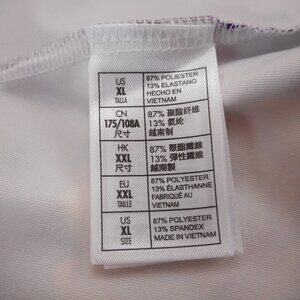 US
XL
TALLA
87% POLIESTER
13% ELASTANO
HECHO EN
VIETNAM
CN
175/108A
尺寸
87% 聚酯纤维
13% 氨纶
越南制
HK
XXL
尺寸
87% 聚酯纖維
13% 彈性纖維
越南製
EU
XXL
TAILLE
87% POLYESTER
13% ÉLASTHANNE
FABRIQUÉ AU
VIETNAM
US
XL
SIZE
87% POLYESTER
13% SPANDEX
MADE IN VIETNAM